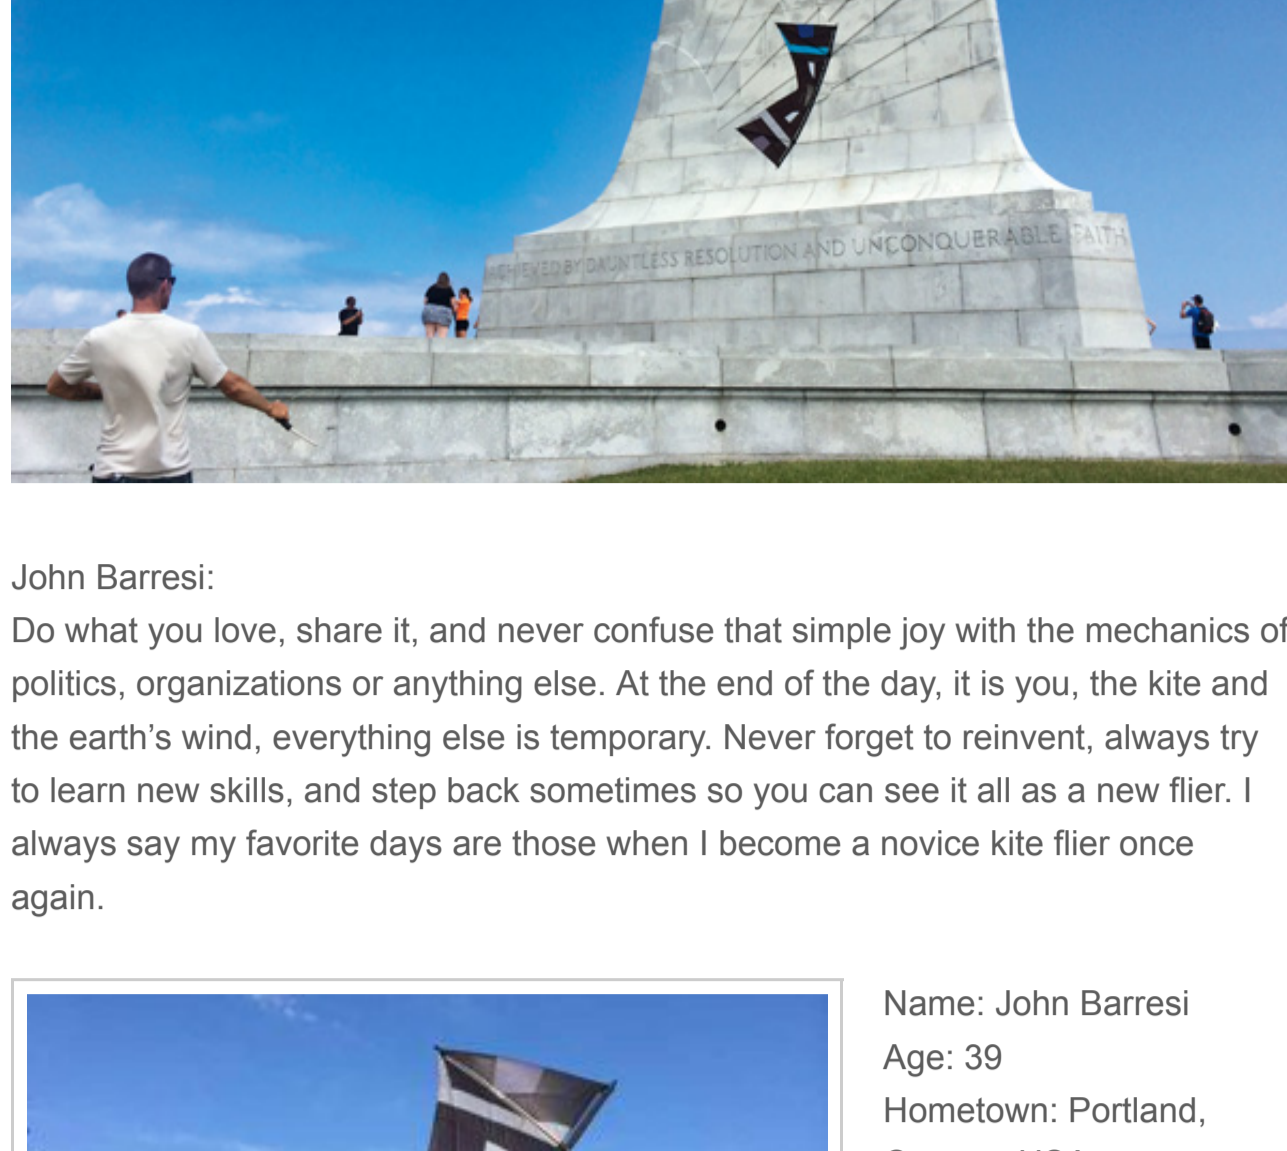 ACHIEVED BY DAUNTLESS RESOLUTION AND UNCONQUERABLE FAITH
John Barresi:
Do what you love, share it, and never confuse that simple joy with the mechanics of
politics, organizations or anything else. At the end of the day, it is you, the kite and
the earth’s wind, everything else is temporary. Never forget to reinvent, always try
to learn new skills, and step back sometimes so you can see it all as a new flier. I
always say my favorite days are those when I become a novice kite flier once
again.
Name: John Barresi
Age: 39
Hometown: Portland,